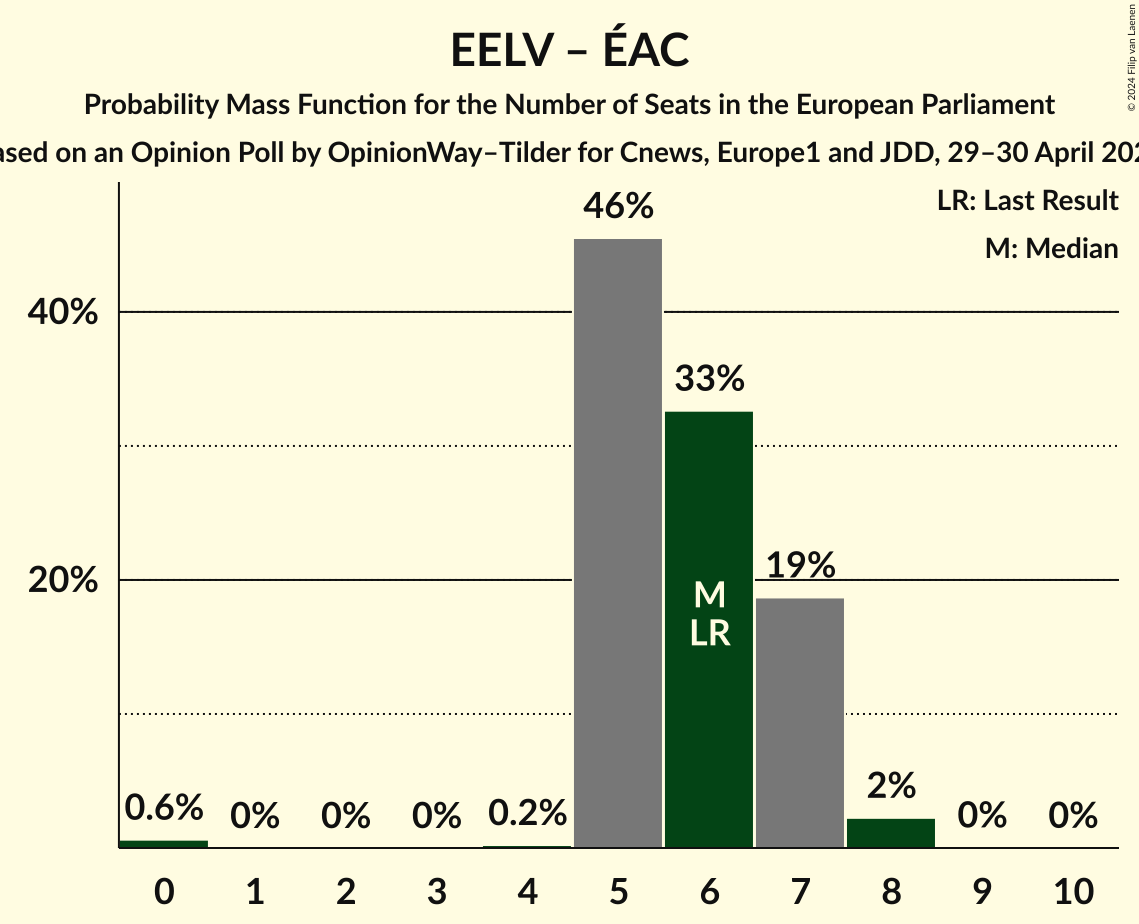 EELV – ÉAC
Probability Mass Function for the Number of Seats in the European Parliament
on an Opinion Poll by OpinionWay–Tilder for Cnews, Europe1 and JDD, 29–30 April
© 2024 Filip van Laenen
LR: Last Result
M: Median
46%
40%
33%
20%
19%
M
LR
0.6%
0%
0%
0%
0.2%
2%
0%
0%
0 1 2 3 4 5 6 7 8 9 10